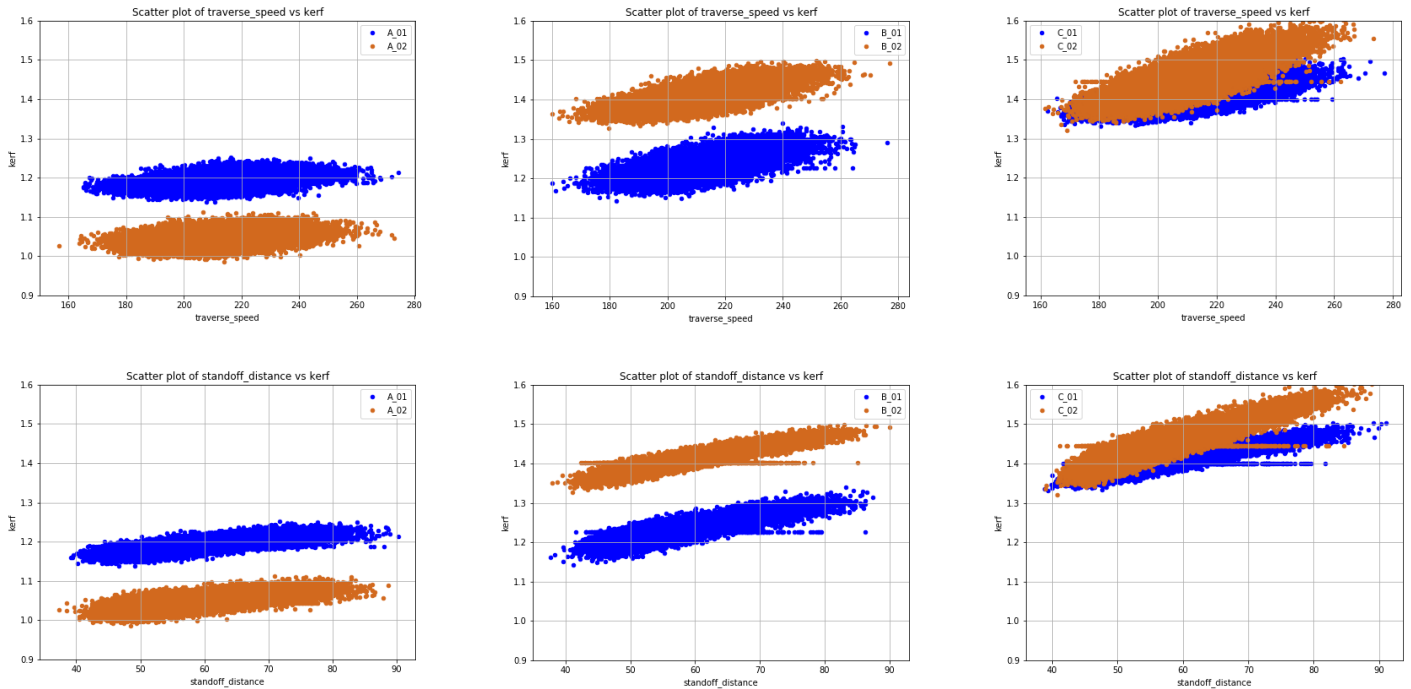 Scatter plot of traverse_speed vs kerf
A_01
A_02
kerf
1.6
1.5
1.4
1.3
1.2
1.1
1.0
0.9
160 180 200 220 240 260 280
traverse_speed
Scatter plot of traverse_speed vs kerf
B_01
B_02
kerf
1.6
1.5
1.4
1.3
1.2
1.1
1.0
0.9
160 180 200 220 240 260 280
traverse_speed
Scatter plot of traverse_speed vs kerf
C_01
C_02
kerf
1.6
1.5
1.4
1.3
1.2
1.1
1.0
0.9
160 180 200 220 240 260 280
traverse_speed
Scatter plot of standoff_distance vs kerf
A_01
A_02
kerf
1.6
1.5
1.4
1.3
1.2
1.1
1.0
0.9
40 50 60 70 80 90
standoff_distance
Scatter plot of standoff_distance vs kerf
B_01
B_02
kerf
1.6
1.5
1.4
1.3
1.2
1.1
1.0
0.9
40 50 60 70 80 90
standoff_distance
Scatter plot of standoff_distance vs kerf
C_01
C_02
kerf
1.6
1.5
1.4
1.3
1.2
1.1
1.0
0.9
40 50 60 70 80 90
standoff_distance